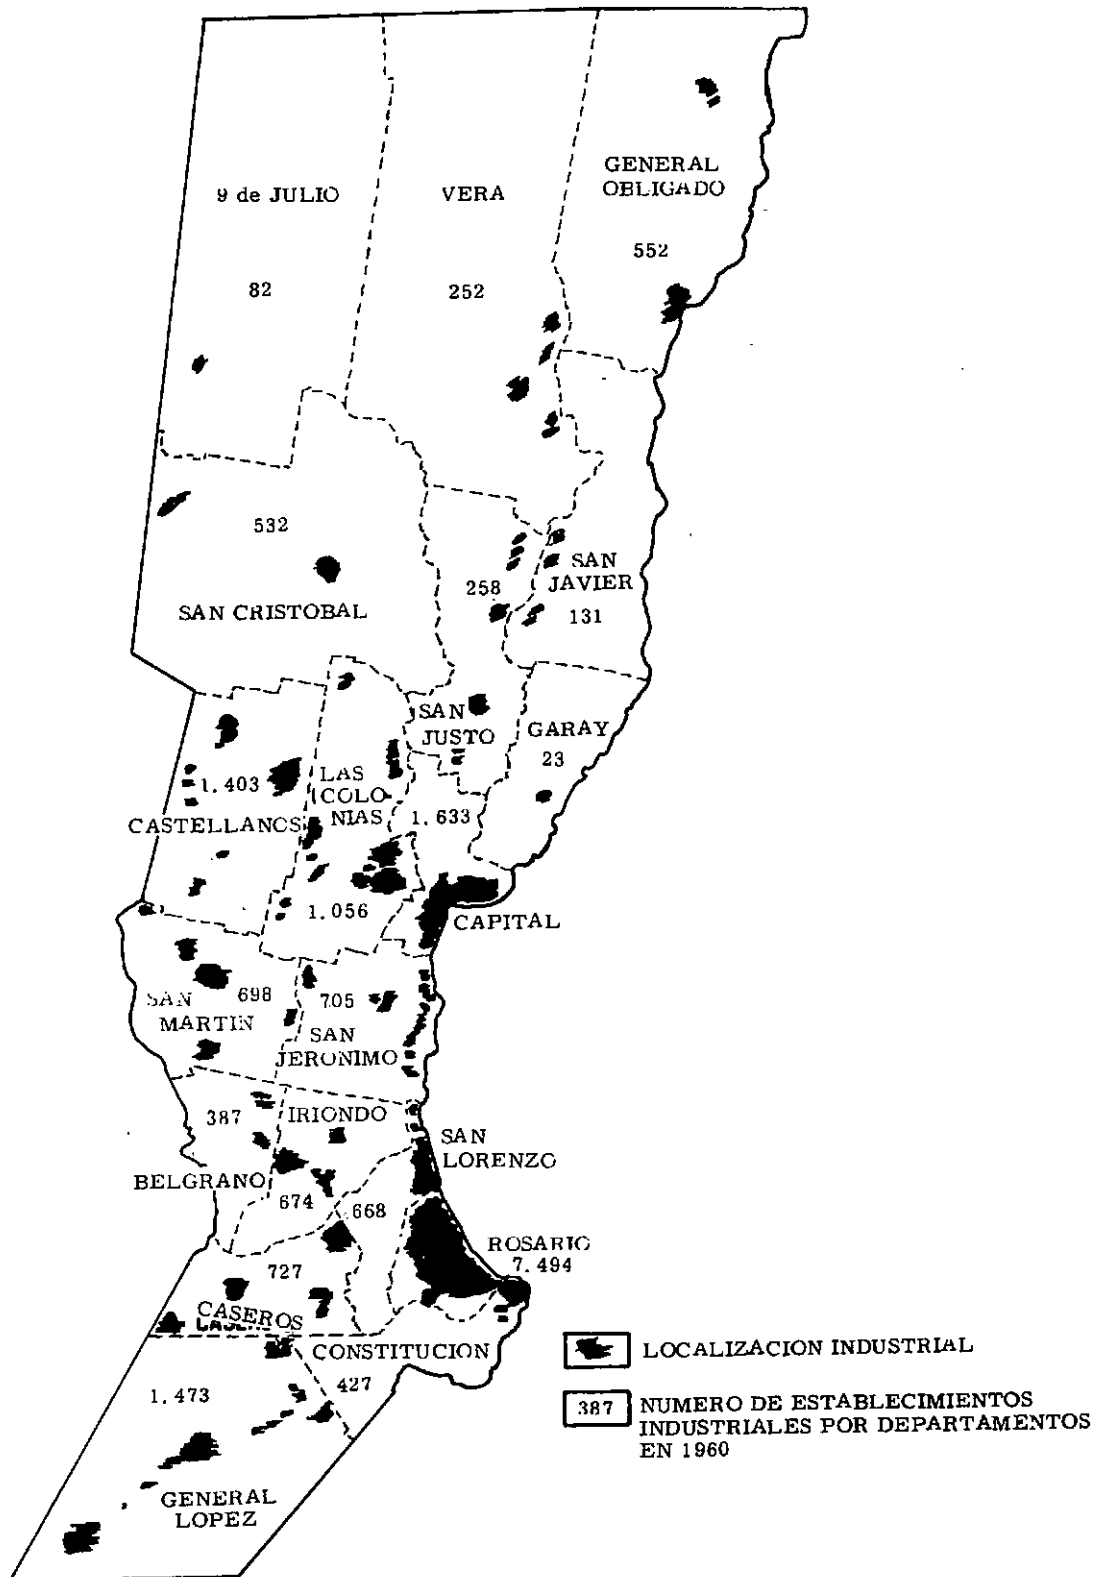 GENERAL
OBLIGADO
552
9 de JULIO
82
VERA
252
532
SAN CRISTOBAL
258
SAN
JUSTO
SAN
JAVIER
131
GARAY
23
1.403
CASTELLANOS
LAS
COLO
NIAS
1.056
1.633
CAPITAL
SAN
MARTIN
698
705
SAN
JERONIMO
387
BELGRANO
IRIONDO
674
SAN
LORENZO
668
ROSARIO
7.494
727
CASEROS
CONSTITUCION
427
1.473
GENERAL
LOPEZ
LOCALIZACION INDUSTRIAL
387 NUMERO DE ESTABLECIMIENTOS
INDUSTRIALES POR DEPARTAMENTOS
EN 1960